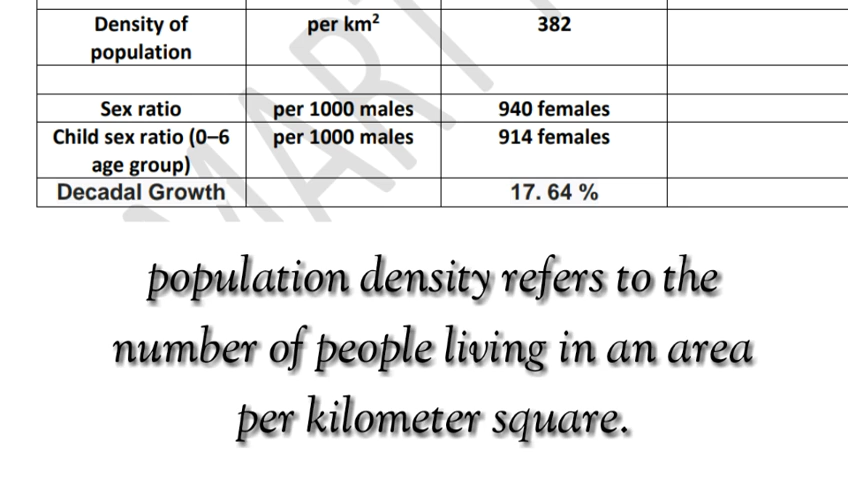 Density of population per km² 382
Sex ratio per 1000 males 940 females
Child sex ratio (0–6 age group) per 1000 males 914 females
Decadal Growth 17. 64 %
population density refers to the
number of people living in an area
per kilometer square.